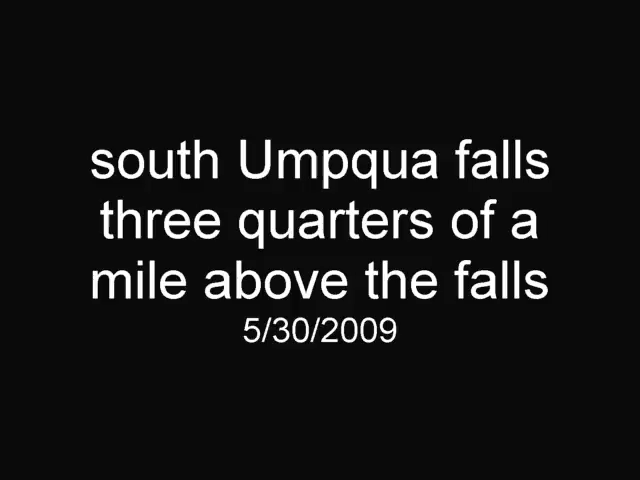 south Umpqua falls
three quarters of a
mile above the falls
5/30/2009